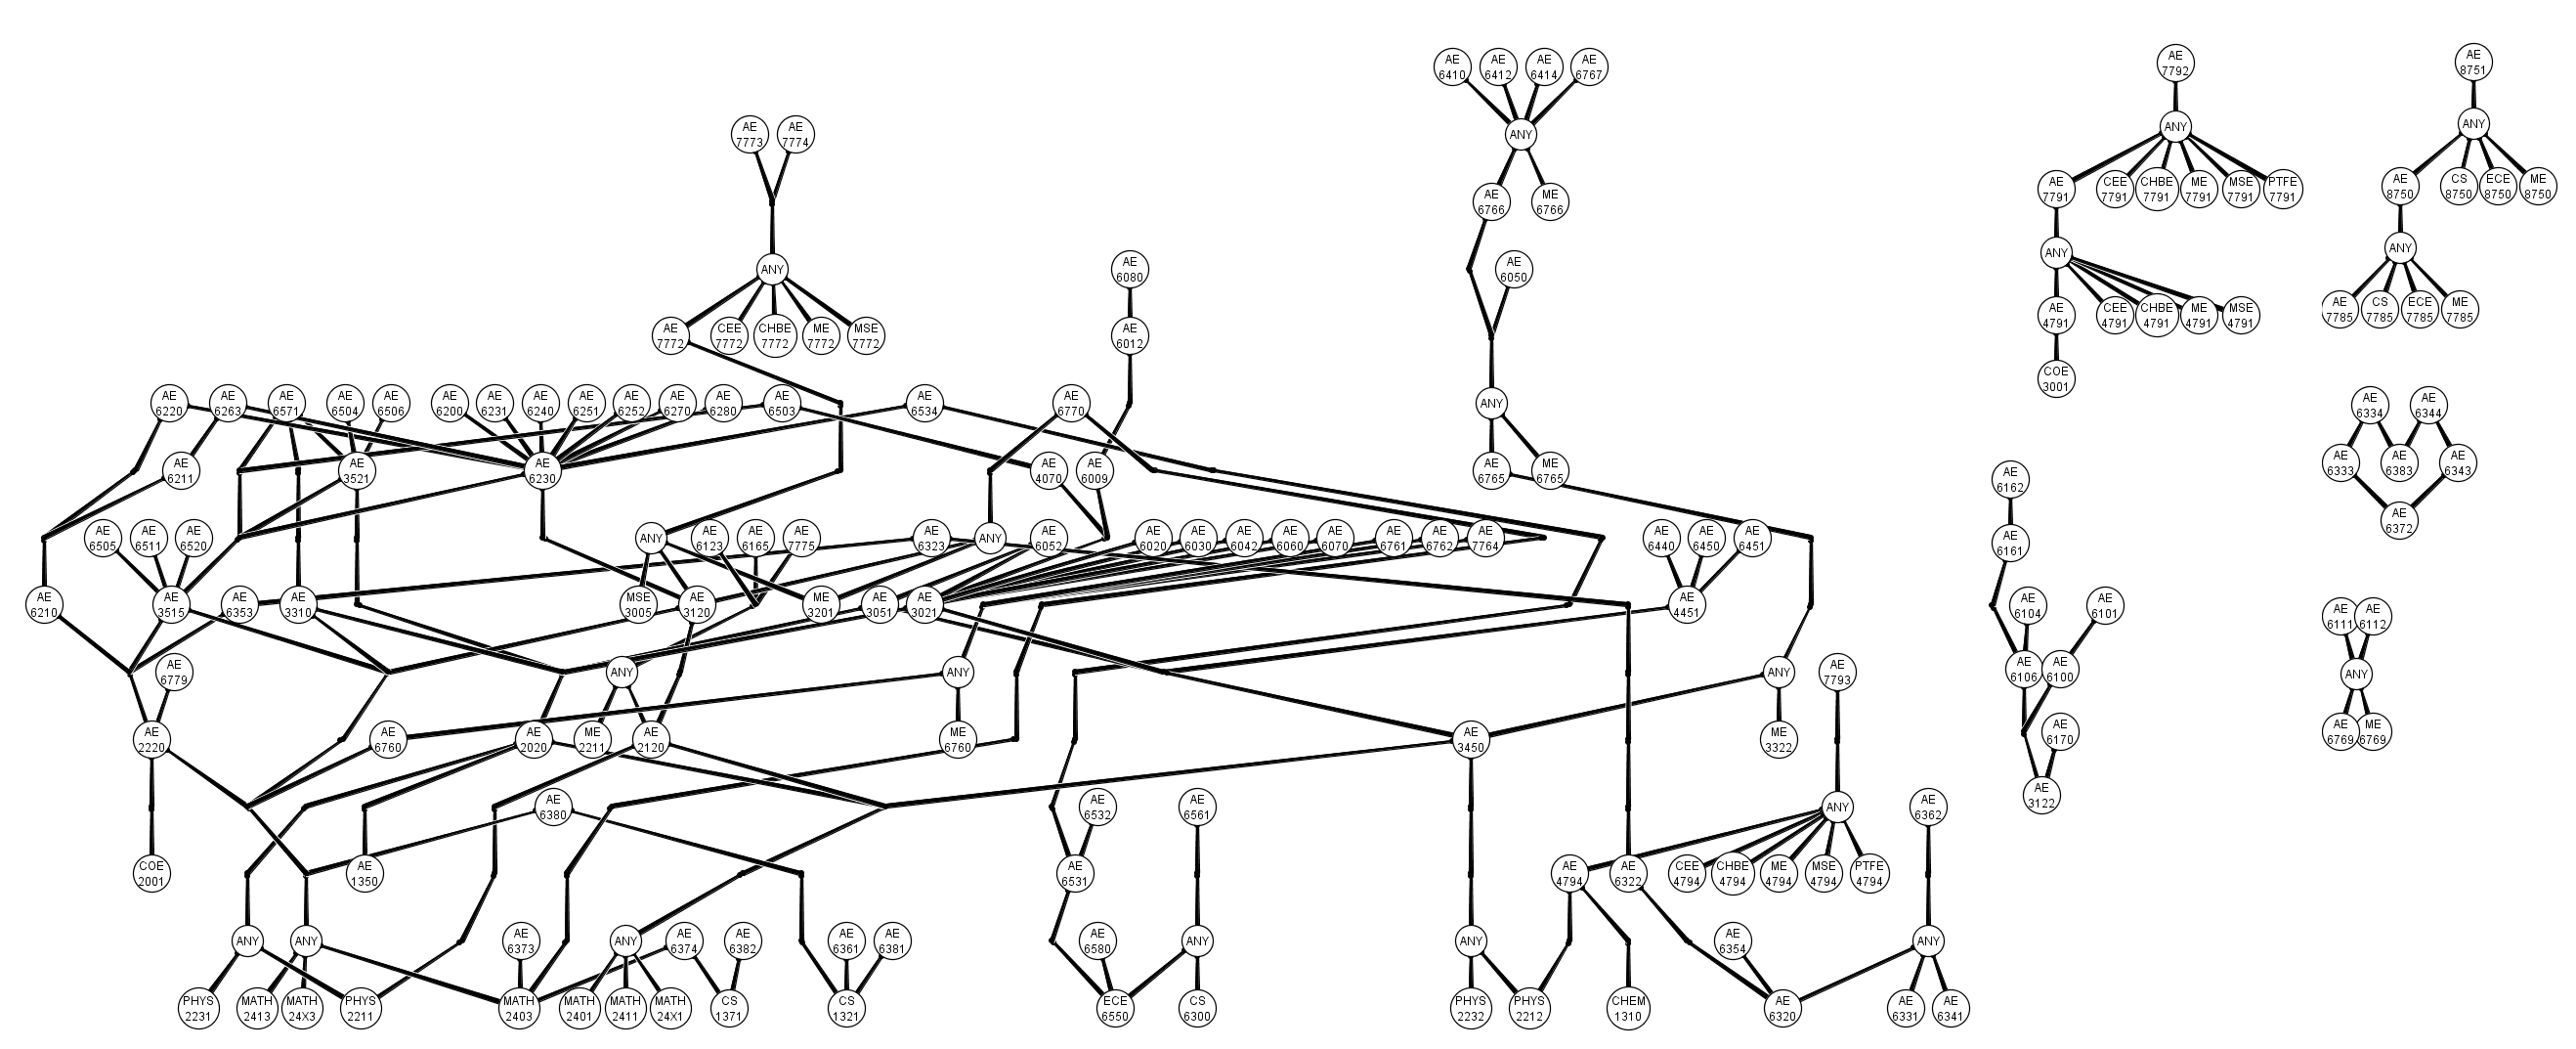 AE
6410
AE
6412
AE
6414
AE
6767
AE
7792
AE
8751
AE
7773
AE
7774
ANY
ANY
ANY
AE
6766
ME
6766
AE
7791
CEE
7791
CHBE
7791
ME
7791
MSE
7791
PTFE
7791
AE
8750
CS
8750
ECE
8750
ME
8750
ANY
AE
6080
AE
6050
ANY
ANY
AE
7772
CEE
7772
CHBE
7772
ME
7772
MSE
7772
AE
6012
AE
4791
CEE
4791
CHBE
4791
ME
4791
MSE
4791
AE
7785
CS
7785
ECE
7785
ME
7785
COE
3001
AE
6220
AE
6263
AE
6571
AE
6504
AE
6506
AE
6200
AE
6231
AE
6240
AE
6251
AE
6252
AE
6270
AE
6280
AE
6503
AE
6534
AE
6770
ANY
AE
6334
AE
6344
AE
6211
AE
3521
AE
6230
AE
4070
AE
6009
AE
6765
ME
6765
AE
6333
AE
6383
AE
6343
AE
6162
AE
6372
AE
6505
AE
6511
AE
6520
ANY
AE
6123
AE
6165
AE
7775
AE
6323
ANY
AE
6052
AE
6020
AE
6030
AE
6042
AE
6060
AE
6070
AE
6761
AE
6762
AE
7764
AE
6440
AE
6450
AE
6451
AE
6161
AE
6210
AE
3515
AE
6353
AE
3310
MSE
3005
AE
3120
ME
3201
AE
3051
AE
3021
AE
4451
AE
6104
AE
6101
AE
6111
AE
6112
AE
6779
ANY
ANY
ANY
AE
7793
AE
6106
AE
6100
ANY
AE
2220
AE
6760
AE
2020
ME
2211
AE
2120
ME
6760
AE
3450
ME
3322
AE
6170
AE
6769
ME
6769
AE
6380
AE
6532
AE
6561
ANY
AE
6362
AE
3122
COE
2001
AE
1350
AE
6531
AE
4794
AE
6322
CEE
4794
CHBE
4794
ME
4794
MSE
4794
PTFE
4794
ANY
ANY
AE
6373
ANY
AE
6374
AE
6382
AE
6361
AE
6381
AE
6580
ANY
ANY
AE
6354
ANY
PHYS
2231
MATH
2413
MATH
24X3
PHYS
2211
MATH
2403
MATH
2401
MATH
2411
MATH
24X1
CS
1371
CS
1321
ECE
6550
CS
6300
PHYS
2232
PHYS
2212
CHEM
1310
AE
6320
AE
6331
AE
6341